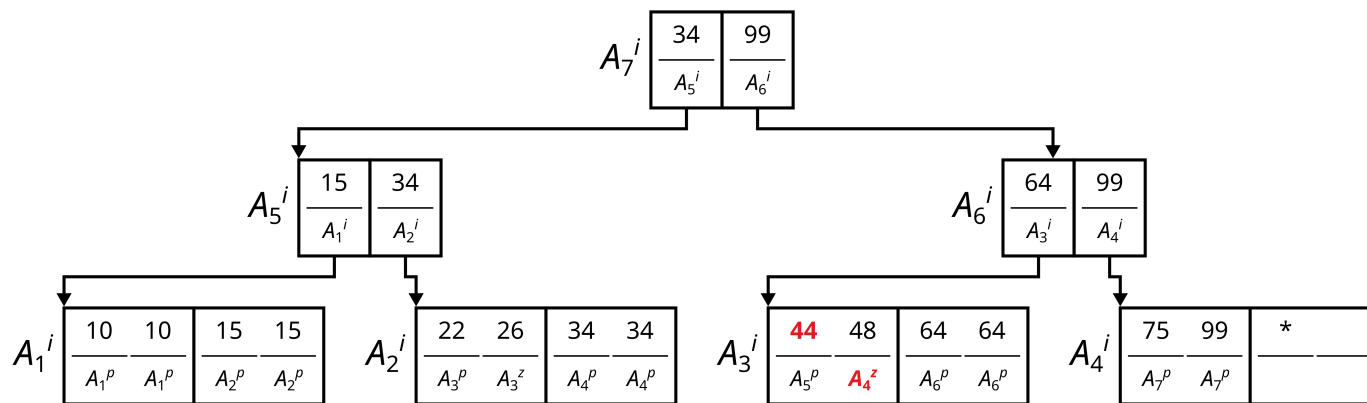 34 99
A₇ⁱ
A₅ⁱ A₆ⁱ
15 34
A₅ⁱ
A₁ⁱ A₂ⁱ
64 99
A₆ⁱ
A₃ⁱ A₄ⁱ
10 10 15 15
A₁ⁱ
A₁ᵖ A₁ᵖ A₂ᵖ A₂ᵖ
22 26 34 34
A₂ⁱ
A₃ᵖ A₃ᶻ A₄ᵖ A₄ᵖ
44 48 64 64
A₃ⁱ
A₅ᵖ A₄ᶻ A₆ᵖ A₆ᵖ
75 99 *
A₄ⁱ
A₇ᵖ A₇ᵖ